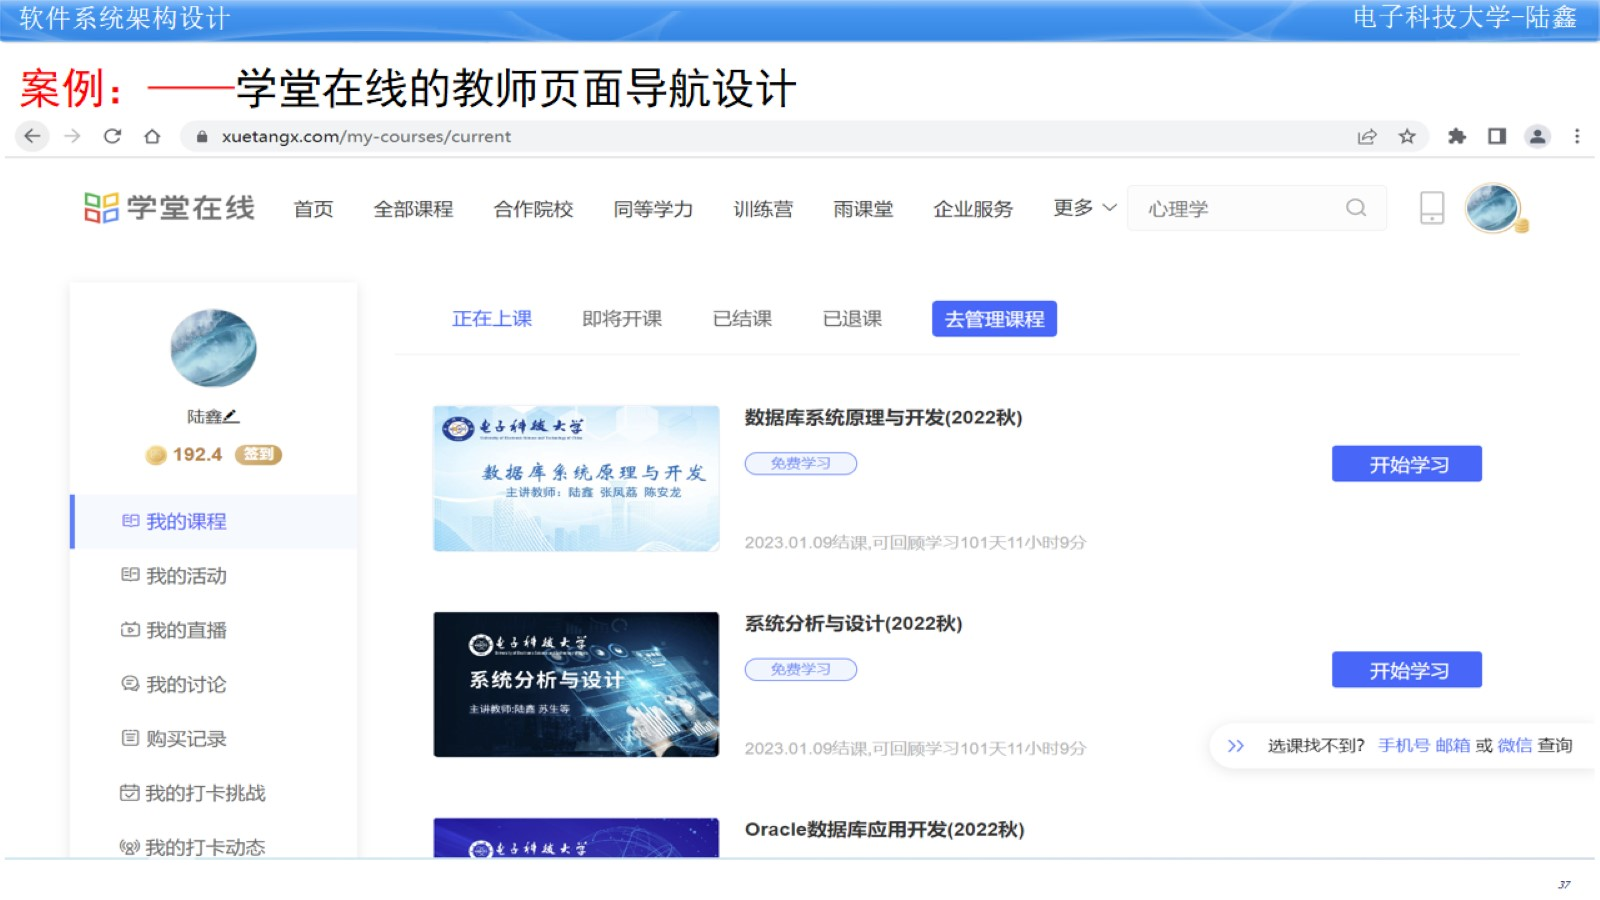 软件系统架构设计
电子科技大学-陆鑫
案例：——学堂在线的教师页面导航设计
xuetangx.com/my-courses/current
学堂在线
首页 全部课程 合作院校 同等学力 训练营 雨课堂 企业服务 更多
心理学
陆鑫
192.4 签到
我的课程
我的活动
我的直播
我的讨论
购买记录
我的打卡挑战
我的打卡动态
正在上课 即将开课 已结课 已退课 去管理课程
电子科技大学
数据库系统原理与开发
主讲教师：陆鑫 张凤荔 陈安龙
数据库系统原理与开发(2022秋)
免费学习
2023.01.09结课,可回顾学习101天11小时9分
开始学习
电子科技大学
系统分析与设计
主讲教师:陆鑫 苏生等
系统分析与设计(2022秋)
免费学习
2023.01.09结课,可回顾学习101天11小时9分
开始学习
选课找不到? 手机号 邮箱 或 微信 查询
电子科技大学
Oracle数据库应用开发(2022秋)
37